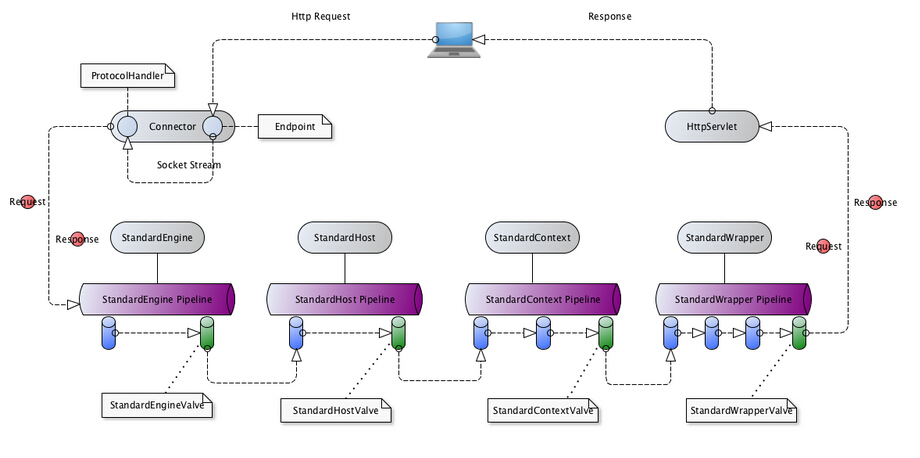 Http Request
Response
ProtocolHandler
Connector
Endpoint
HttpServlet
Socket Stream
Request
Response
Response
Request
StandardEngine
StandardHost
StandardContext
StandardWrapper
StandardEngine Pipeline
StandardHost Pipeline
StandardContext Pipeline
StandardWrapper Pipeline
StandardEngineValve
StandardHostValve
StandardContextValve
StandardWrapperValve